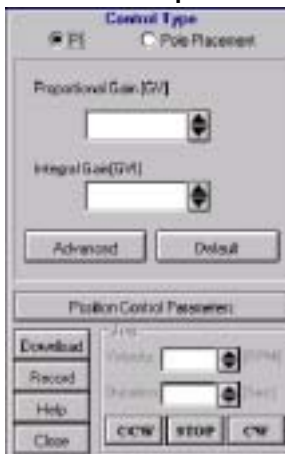 Control Type
PI Pole Placement
Proportional Gain [GV]
Integral Gain[GVI]
Advanced Default
Position Control Parameters
Download
Jog
Velocity [RPM]
Record
Duration [Sec]
Help
CCW STOP CW
Close